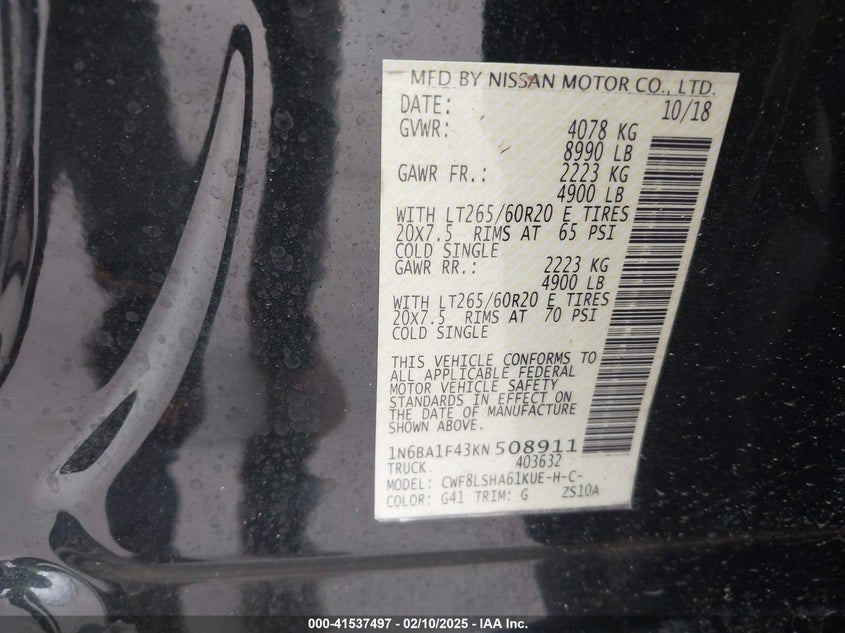 MFD BY NISSAN MOTOR CO., LTD.
DATE: 10/18
GVWR: 4078 KG
8990 LB
GAWR FR.: 2223 KG
4900 LB
WITH LT265/60R20 E TIRES
20X7.5 RIMS AT 65 PSI
COLD SINGLE
GAWR RR.: 2223 KG
4900 LB
WITH LT265/60R20 E TIRES
20X7.5 RIMS AT 70 PSI
COLD SINGLE
THIS VEHICLE CONFORMS TO
ALL APPLICABLE FEDERAL
MOTOR VEHICLE SAFETY
STANDARDS IN EFFECT ON
THE DATE OF MANUFACTURE
SHOWN ABOVE.
1N6BA1F43KN508911
TRUCK 403632
MODEL: CWF8LSHA61KUE-H-C-
COLOR: G41 TRIM: G ZS10A
000-41537497 - 02/10/2025 - IAA Inc.